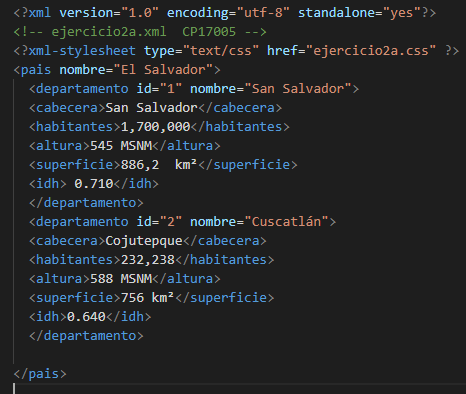 <?xml version="1.0" encoding="utf-8" standalone="yes"?>
<!-- ejercicio2a.xml  CP17005 -->
<?xml-stylesheet type="text/css" href="ejercicio2a.css" ?>
<pais nombre="El Salvador">
  <departamento id="1" nombre="San Salvador">
  <cabecera>San Salvador</cabecera>
  <habitantes>1,700,000</habitantes>
  <altura>545 MSNM</altura>
  <superficie>886,2  km²</superficie>
  <idh> 0.710</idh>
  </departamento>
  <departamento id="2" nombre="Cuscatlán">
  <cabecera>Cojutepque</cabecera>
  <habitantes>232,238</habitantes>
  <altura>588 MSNM</altura>
  <superficie>756 km²</superficie>
  <idh>0.640</idh>
  </departamento>
</pais>